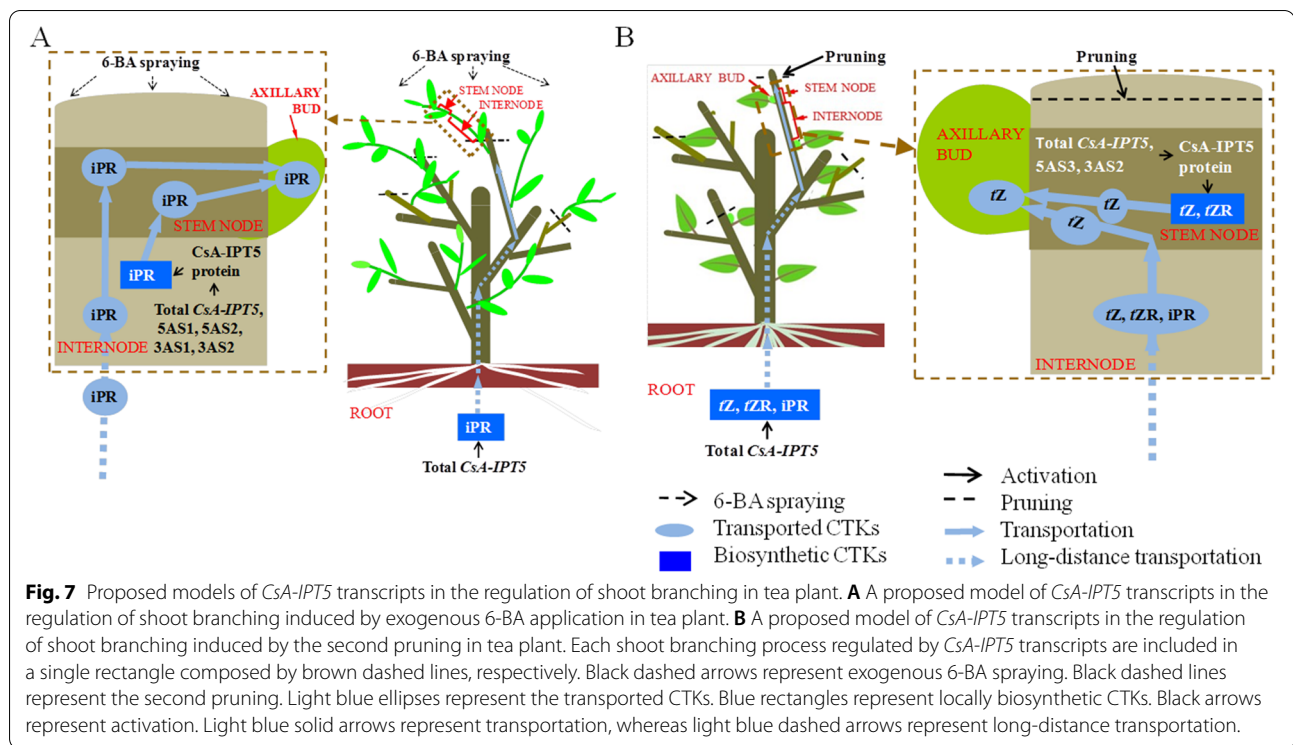 A
6-BA spraying
AXILLARY
BUD
iPR
iPR
iPR
STEM NODE
iPR
CsA-IPT5
protein
Total CsA-IPT5,
5AS1, 5AS2,
3AS1, 3AS2
iPR
INTERNODE
iPR
6-BA spraying
STEM NODE
INTERNODE
ROOT
iPR
Total CsA-IPT5
B
Pruning
AXILLARY BUD
STEM NODE
INTERNODE
ROOT
tZ, tZR, iPR
Total CsA-IPT5
Pruning
AXILLARY
BUD
Total CsA-IPT5,
5AS3, 3AS2
CsA-IPT5
protein
tZ
tZ
tZ
tZ, tZR
STEM NODE
tZ, tZR, iPR
INTERNODE
6-BA spraying
Transported CTKs
Biosynthetic CTKs
Activation
Pruning
Transportation
Long-distance transportation
Fig. 7 Proposed models of CsA-IPT5 transcripts in the regulation of shoot branching in tea plant. A A proposed model of CsA-IPT5 transcripts in the
regulation of shoot branching induced by exogenous 6-BA application in tea plant. B A proposed model of CsA-IPT5 transcripts in the regulation
of shoot branching induced by the second pruning in tea plant. Each shoot branching process regulated by CsA-IPT5 transcripts are included in
a single rectangle composed by brown dashed lines, respectively. Black dashed arrows represent exogenous 6-BA spraying. Black dashed lines
represent the second pruning. Light blue ellipses represent the transported CTKs. Blue rectangles represent locally biosynthetic CTKs. Black arrows
represent activation. Light blue solid arrows represent transportation, whereas light blue dashed arrows represent long-distance transportation.